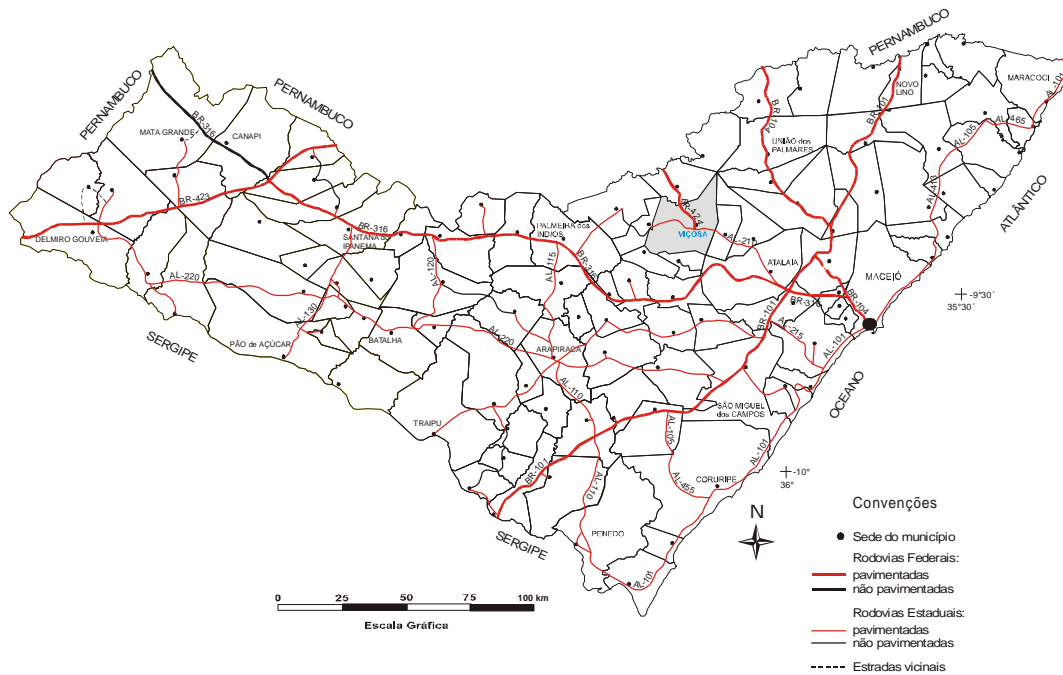 PERNAMBUCO
PERNAMBUCO
PERNAMBUCO
NOVO
LINO
MARACOCI
AL-101
BR-316
MATA GRANDE
CANAPI
BR-104
BR-101
AL-465
AL-105
UNIÃO dos
PALMARES
AL-413
ATLÂNTICO
BR-423
BR-424
VIÇOSA
AL-210
DELMIRO GOUVEIA
SANTANA do
IPANEMA
BR-316
PALMEIRA dos
ÍNDIOS
AL-115
BR-316
ATALAIA
MACEIÓ
AL-220
AL-120
BR-316
BR-104
-9°30´
35°30´
AL-130
BR-101
AL-215
AL-101
SERGIPE
PÃO de AÇÚCAR
BATALHA
AL-220
ARAPIRACA
OCEANO
AL-110
SÃO MIGUEL
dos CAMPOS
TRAIPU
AL-105
AL-101
BR-101
AL-455
CORURIPE
-10°
36°
AL-110
N
SERGIPE
PENEDO
AL-101
0 25 50 75 100 km
Escala Gráfica
Convenções
Sede do município
Rodovias Federais:
pavimentadas
não pavimentadas
Rodovias Estaduais:
pavimentadas
não pavimentadas
Estradas vicinais